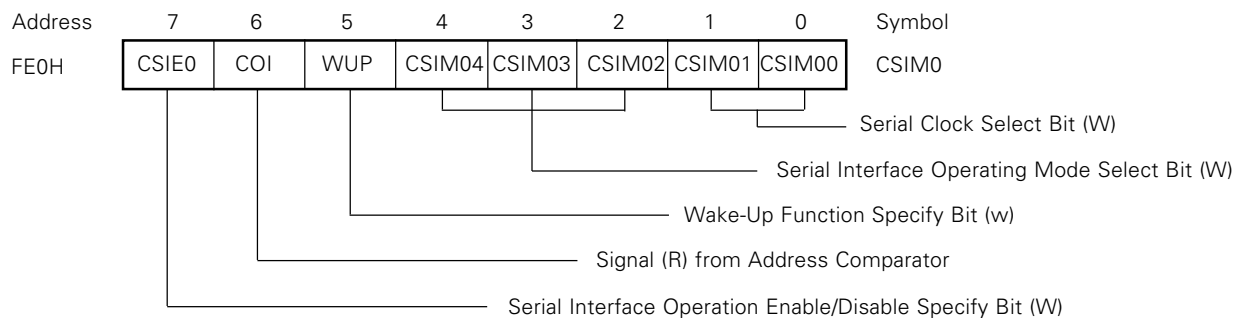 Address 7 6 5 4 3 2 1 0 Symbol
FE0H CSIE0 COI WUP CSIM04 CSIM03 CSIM02 CSIM01 CSIM00 CSIM0
Serial Clock Select Bit (W)
Serial Interface Operating Mode Select Bit (W)
Wake-Up Function Specify Bit (w)
Signal (R) from Address Comparator
Serial Interface Operation Enable/Disable Specify Bit (W)